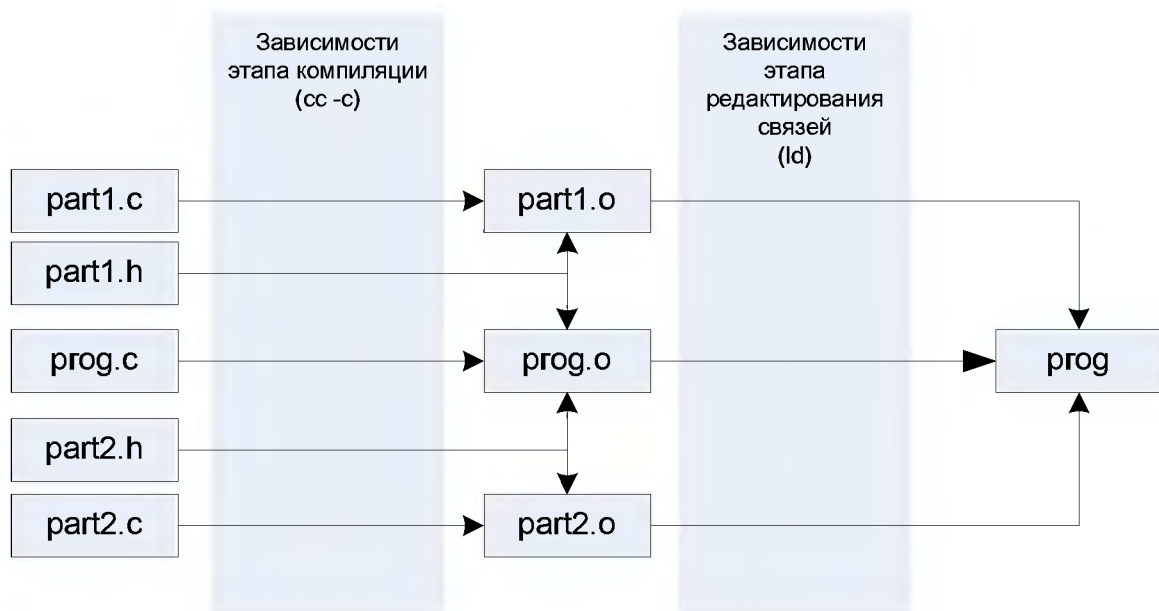 Зависимости
этапа компиляции
(cc -c)
Зависимости
этапа
редактирования
связей
(ld)
part1.c
part1.o
part1.h
prog.c
prog.o
prog
part2.h
part2.c
part2.o